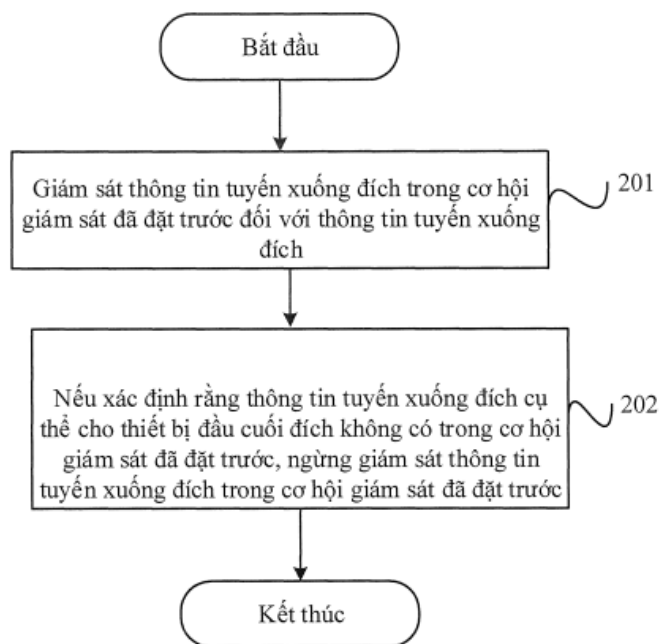 Bắt đầu
Giám sát thông tin tuyến xuống đích trong cơ hội
giám sát đã đặt trước đối với thông tin tuyến xuống
đích
201
Nếu xác định rằng thông tin tuyến xuống đích cụ
thể cho thiết bị đầu cuối đích không có trong cơ hội
giám sát đã đặt trước, ngừng giám sát thông tin
tuyến xuống đích trong cơ hội giám sát đã đặt trước
202
Kết thúc